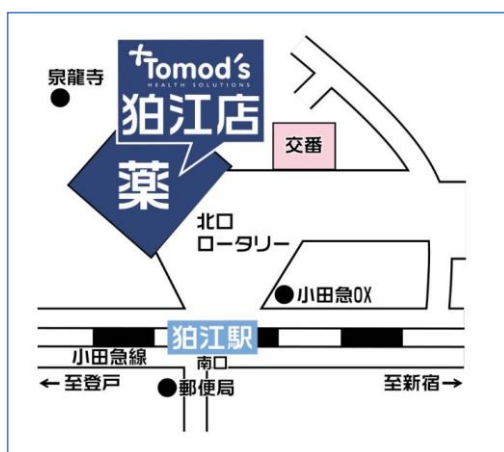 Tomod's
HEALTH SOLUTIONS
狛江店
泉龍寺
薬
交番
北口
ロータリー
小田急OX
狛江駅
小田急線
南口
←至登戸
郵便局
至新宿→